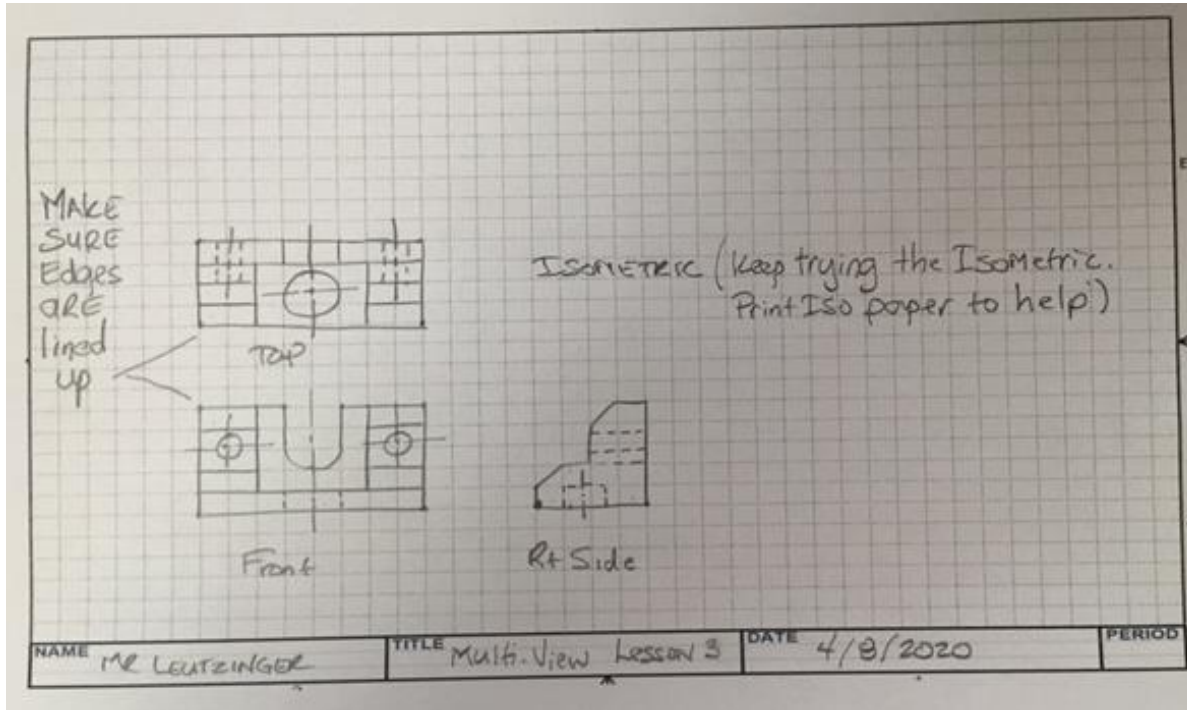 MAKE
SURE
Edges
ARE
lined
up
ISOMETRIC (Keep trying the Isometric.
Print Iso paper to help!)
TOP
Front
Rt Side
NAME MR LEUTZINGER TITLE Multi-View Lesson 3 DATE 4/8/2020 PERIOD
E